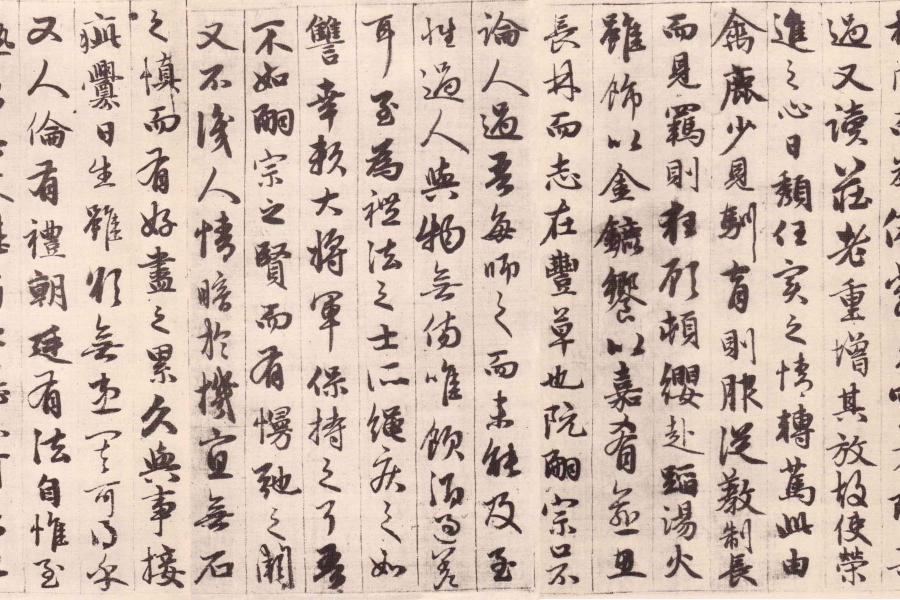 過又讀莊老重增其放故使榮
進之心日頹任實之情轉篤此由
禽鹿少見馴育則服從教制長
而見羈則狂顧頓纓赴蹈湯火
雖飾以金鑣饗以嘉肴愈思
長林而志在豐草也阮嗣宗口不
論人過吾每師之而未能及至
性過人與物無傷唯飲酒過差
耳至為禮法之士所繩疾之如
讐幸賴大將軍保持之耳吾
不如嗣宗之賢而有慢弛之闕
又不識人情暗於機宜無石
之慎而有好盡之累久與事接
疵釁日生雖欲無患其可得乎
又人倫有禮朝廷有法自惟至